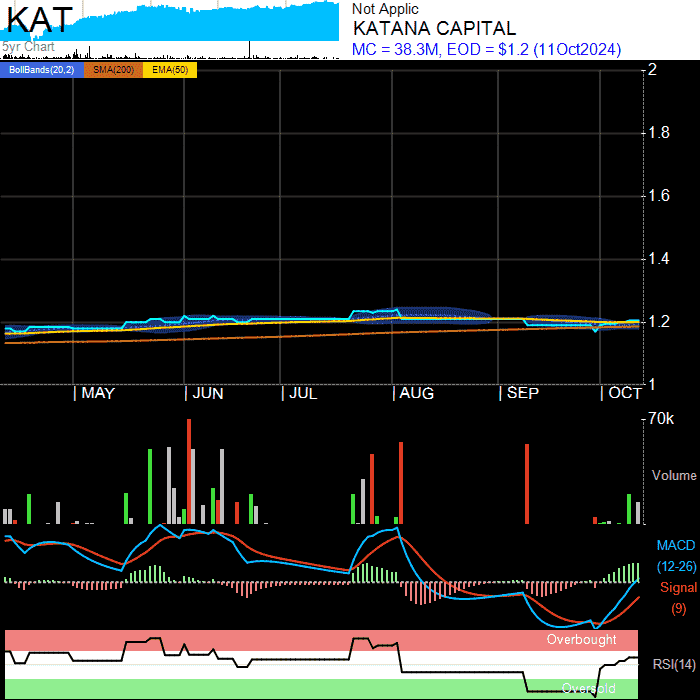 KAT
5yr Chart
Not Applic
KATANA CAPITAL
MC = 38.3M, EOD = $1.2 (11Oct2024)
BollBands(20,2) SMA(200) EMA(50)
2
1.8
1.6
1.4
1.2
1
MAY JUN JUL AUG SEP OCT
70k
Volume
MACD
(12-26)
Signal
(9)
Overbought
RSI(14)
Oversold